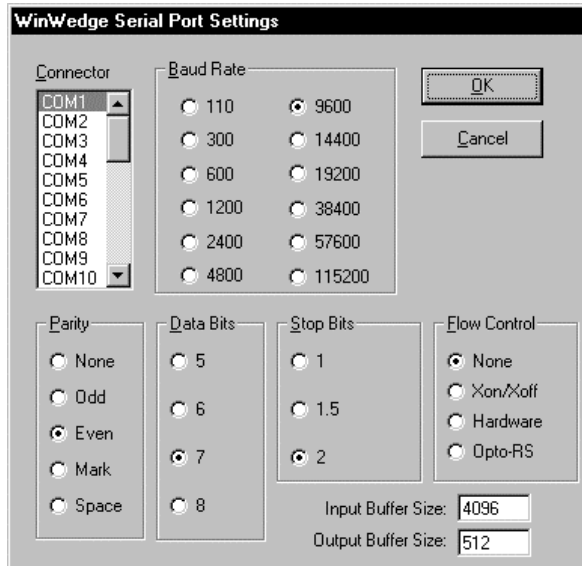 WinWedge Serial Port Settings
Connector
COM1
COM2
COM3
COM4
COM5
COM6
COM7
COM8
COM9
COM10
Baud Rate
110
300
600
1200
2400
4800
9600
14400
19200
38400
57600
115200
OK
Cancel
Parity
None
Odd
Even
Mark
Space
Data Bits
5
6
7
8
Stop Bits
1
1.5
2
Flow Control
None
Xon/Xoff
Hardware
Opto-RS
Input Buffer Size: 4096
Output Buffer Size: 512